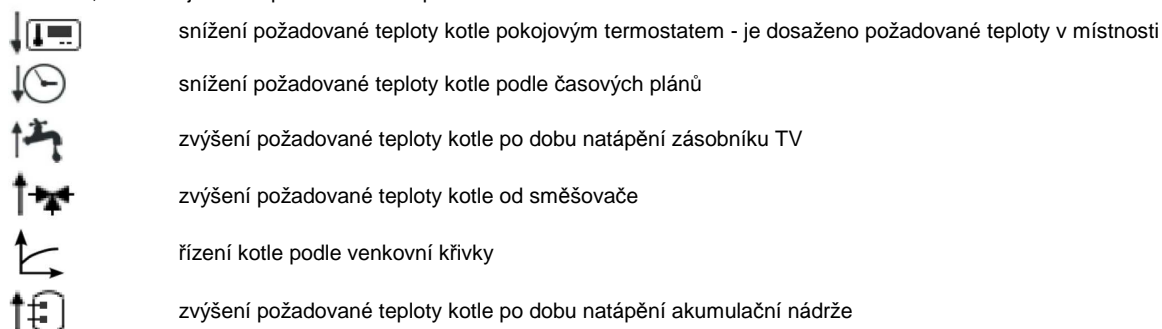 snížení požadované teploty kotle pokojovým termostatem - je dosaženo požadované teploty v místnosti
snížení požadované teploty kotle podle časových plánů
zvýšení požadované teploty kotle po dobu natápění zásobníku TV
zvýšení požadované teploty kotle od směšovače
řízení kotle podle venkovní křivky
zvýšení požadované teploty kotle po dobu natápění akumulační nádrže